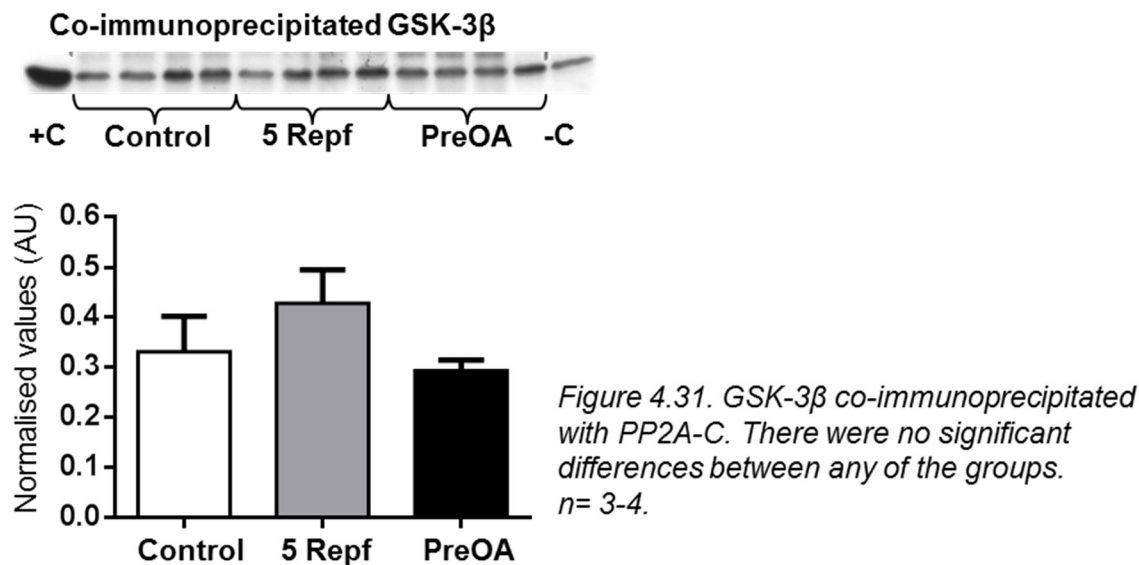 Co-immunoprecipitated GSK-3β
+C Control 5 Repf PreOA -C
Normalised values (AU)
0.6
0.5
0.4
0.3
0.2
0.1
0.0
Control 5 Repf PreOA
Figure 4.31. GSK-3β co-immunoprecipitated
with PP2A-C. There were no significant
differences between any of the groups.
n= 3-4.